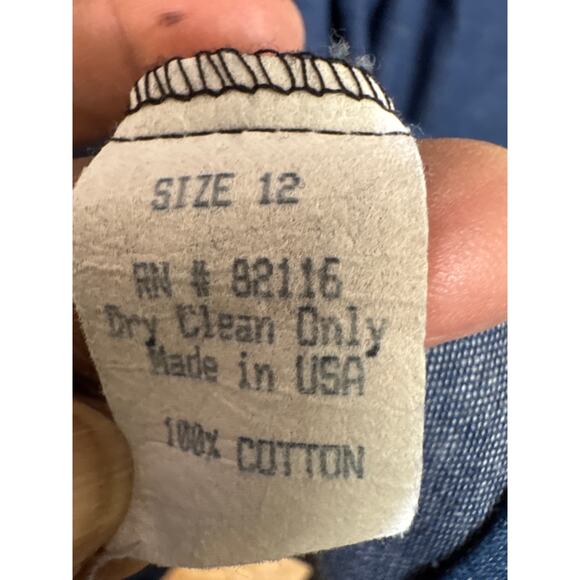 SIZE 12
RN # 82116
Dry Clean Only
Made in USA
100% COTTON